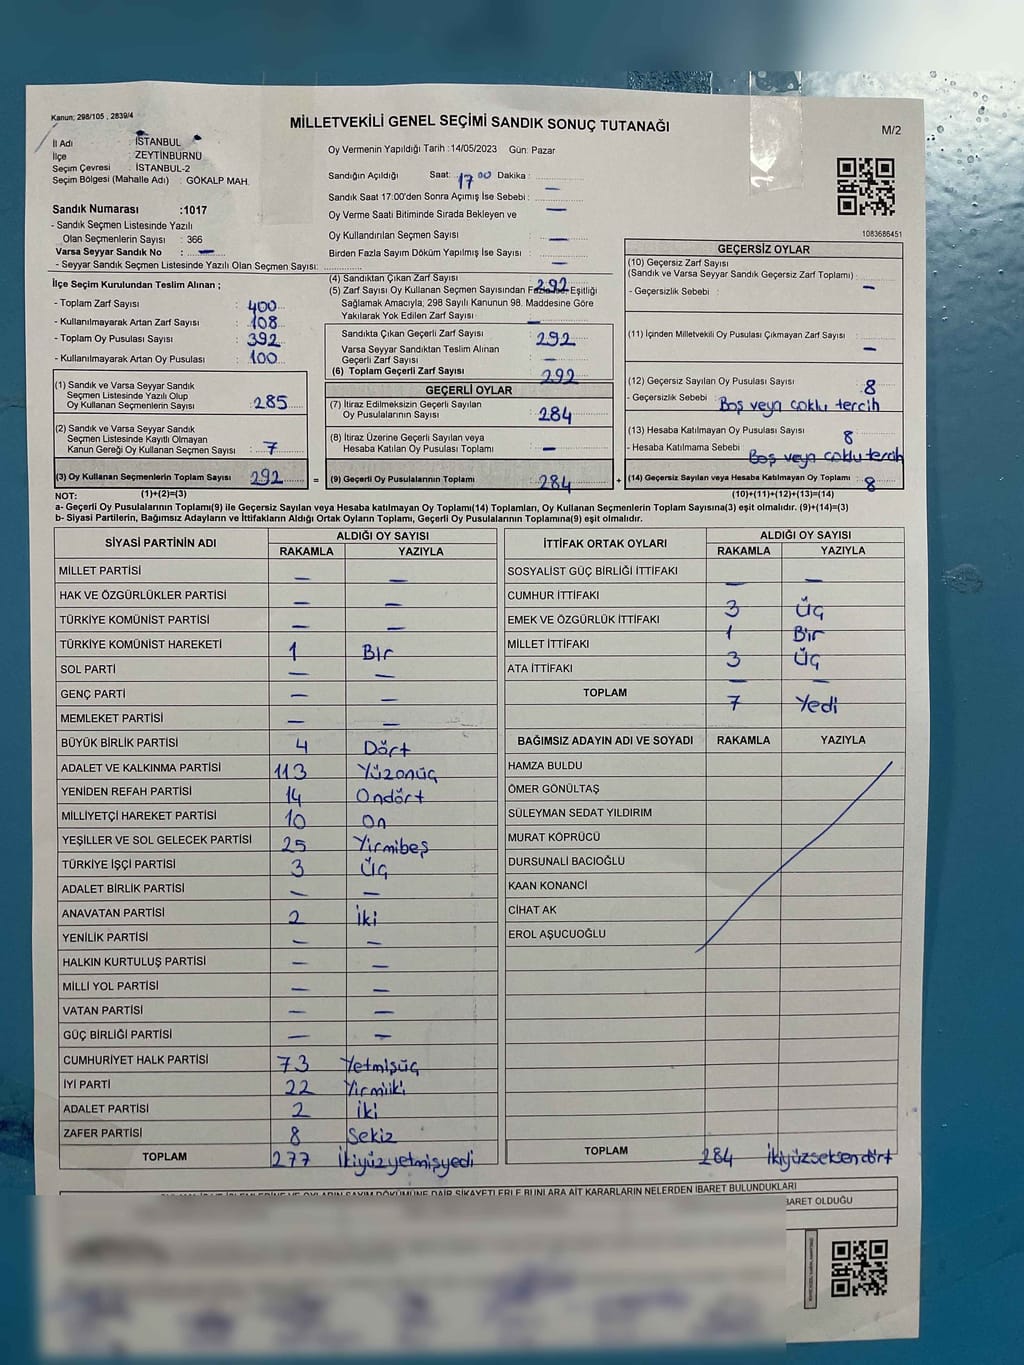 Kanun; 298/105 , 2839/4
MİLLETVEKİLİ GENEL SEÇİMİ SANDIK SONUÇ TUTANAĞI
M/2
İl Adı : İSTANBUL
İlçe : ZEYTİNBURNU
Seçim Çevresi : İSTANBUL-2
Seçim Bölgesi (Mahalle Adı) : GÖKALP MAH.
Sandık Numarası :1017
- Sandık Seçmen Listesinde Yazılı
Olan Seçmenlerin Sayısı : 366
Varsa Seyyar Sandık No : —
- Seyyar Sandık Seçmen Listesinde Yazılı Olan Seçmen Sayısı:
Oy Vermenin Yapıldığı Tarih :14/05/2023 Gün: Pazar
Sandığın Açıldığı Saat: 17 00 Dakika :
Sandık Saat 17:00'den Sonra Açımış İse Sebebi : —
Oy Verme Saati Bitiminde Sırada Bekleyen ve —
Oy Kullandırılan Seçmen Sayısı : —
Birden Fazla Sayım Döküm Yapılmış İse Sayısı : —
1083686451
İlçe Seçim Kurulundan Teslim Alınan ;
- Toplam Zarf Sayısı : 400
- Kullanılmayarak Artan Zarf Sayısı : 108
- Toplam Oy Pusulası Sayısı : 392
- Kullanılmayarak Artan Oy Pusulası : 100
(1) Sandık ve Varsa Seyyar Sandık
Seçmen Listesinde Yazılı Olup
Oy Kullanan Seçmenlerin Sayısı : 285
(2) Sandık ve Varsa Seyyar Sandık
Seçmen Listesinde Kayıtlı Olmayan
Kanun Gereği Oy Kullanan Seçmen Sayısı : 7
(3) Oy Kullanan Seçmenlerin Toplam Sayısı 292 =
(4) Sandıktan Çıkan Zarf Sayısı : 292
(5) Zarf Sayısı Oy Kullanan Seçmen Sayısından Fazla İse, Eşitliği
Sağlamak Amacıyla; 298 Sayılı Kanunun 98. Maddesine Göre
Yakılarak Yok Edilen Zarf Sayısı : —
Sandıkta Çıkan Geçerli Zarf Sayısı : 292
Varsa Seyyar Sandıktan Teslim Alınan
Geçerli Zarf Sayısı : —
(6) Toplam Geçerli Zarf Sayısı : 292
GEÇERLİ OYLAR
(7) İtiraz Edilmeksizin Geçerli Sayılan
Oy Pusulalarının Sayısı : 284
(8) İtiraz Üzerine Geçerli Sayılan veya
Hesaba Katılan Oy Pusulası Toplamı : —
(9) Geçerli Oy Pusulalarının Toplamı : 284 +
GEÇERSİZ OYLAR
(10) Geçersiz Zarf Sayısı
(Sandık ve Varsa Seyyar Sandık Geçersiz Zarf Toplamı) :
- Geçersizlik Sebebi : —
(11) İçinden Milletvekili Oy Pusulası Çıkmayan Zarf Sayısı : —
(12) Geçersiz Sayılan Oy Pusulası Sayısı : 8
- Geçersizlik Sebebi : Boş veya çoklu tercih
(13) Hesaba Katılmayan Oy Pusulası Sayısı : 8
- Hesaba Katılmama Sebebi : Boş veya çoklu tercih
(14) Geçersiz Sayılan veya Hesaba Katılmayan Oy Toplamı : 8
NOT: (1)+(2)=(3) (10)+(11)+(12)+(13)=(14)
a- Geçerli Oy Pusulasının Toplamı(9) ile Geçersiz Sayılan veya Hesaba katılmayan Oy Toplamı(14) Toplamları, Oy Kullanan Seçmenlerin Toplam Sayısına(3) eşit olmalıdır. (9)+(14)=(3)
b- Siyasi Partilerin, Bağımsız Adayların ve İttifakların Aldığı Ortak Oyların Toplamı, Geçerli Oy Pusulalarının Toplamına(9) eşit olmalıdır.
SİYASİ PARTİNİN ADI ALDIĞI OY SAYISI
RAKAMLA YAZIYLA
MİLLET PARTİSİ — —
HAK VE ÖZGÜRLÜKLER PARTİSİ — —
TÜRKİYE KOMÜNİST PARTİSİ — —
TÜRKİYE KOMÜNİST HAREKETİ 1 Bir
SOL PARTİ — —
GENÇ PARTİ — —
MEMLEKET PARTİSİ — —
BÜYÜK BİRLİK PARTİSİ 4 Dört
ADALET VE KALKINMA PARTİSİ 113 Yüzonüç
YENİDEN REFAH PARTİSİ 14 Ondört
MİLLİYETÇİ HAREKET PARTİSİ 10 On
YEŞİLLER VE SOL GELECEK PARTİSİ 25 Yirmibeş
TÜRKİYE İŞÇİ PARTİSİ 3 Üç
ADALET BİRLİK PARTİSİ — —
ANAVATAN PARTİSİ 2 İki
YENİLİK PARTİSİ — —
HALKIN KURTULUŞ PARTİSİ — —
MİLLİ YOL PARTİSİ — —
VATAN PARTİSİ — —
GÜÇ BİRLİĞİ PARTİSİ — —
CUMHURİYET HALK PARTİSİ 73 Yetmişüç
İYİ PARTİ 22 Yirmiiki
ADALET PARTİSİ 2 İki
ZAFER PARTİSİ 8 Sekiz
TOPLAM 277 İkiyüzyetmişyedi
İTTİFAK ORTAK OYLARI ALDIĞI OY SAYISI
RAKAMLA YAZIYLA
SOSYALİST GÜÇ BİRLİĞİ İTTİFAKI — —
CUMHUR İTTİFAKI 3 Üç
EMEK VE ÖZGÜRLÜK İTTİFAKI 1 Bir
MİLLET İTTİFAKI 3 Üç
ATA İTTİFAKI — —
TOPLAM 7 Yedi
BAĞIMSIZ ADAYIN ADI VE SOYADI RAKAMLA YAZIYLA
HAMZA BULDU
ÖMER GÖNÜLTAŞ
SÜLEYMAN SEDAT YILDIRIM
MURAT KÖPRÜCÜ
DURSUNALİ BACIOĞLU
KAAN KONANCİ
CİHAT AK
EROL AŞUCUOĞLU
TOPLAM 284 İkiyüzseksendört
SAYIM DÖKÜMÜNE DAİR ŞİKAYETLERLE BUNLARA AİT KARARLARIN NELERDEN İBARET BULUNDUKLARI
İBARET OLDUĞU